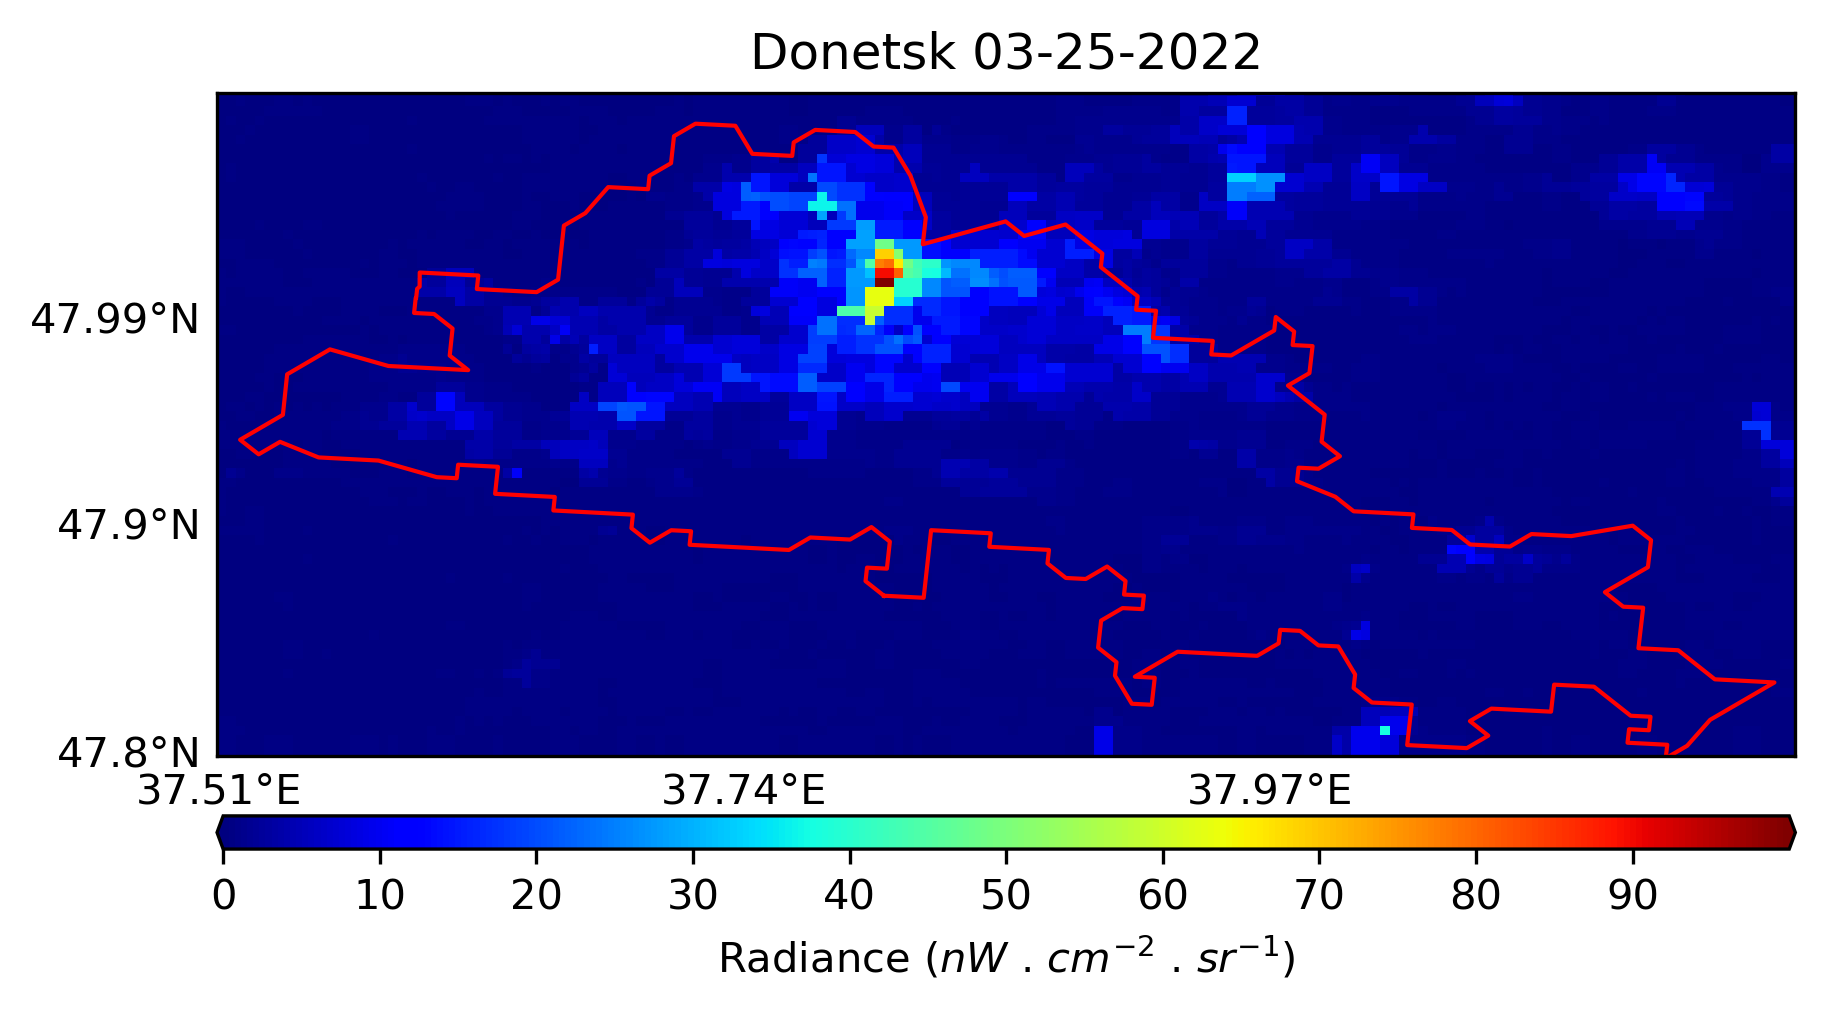 Donetsk 03-25-2022
47.99°N
47.9°N
47.8°N
37.51°E 37.74°E 37.97°E
0 10 20 30 40 50 60 70 80 90
Radiance (nW . cm⁻² . sr⁻¹)